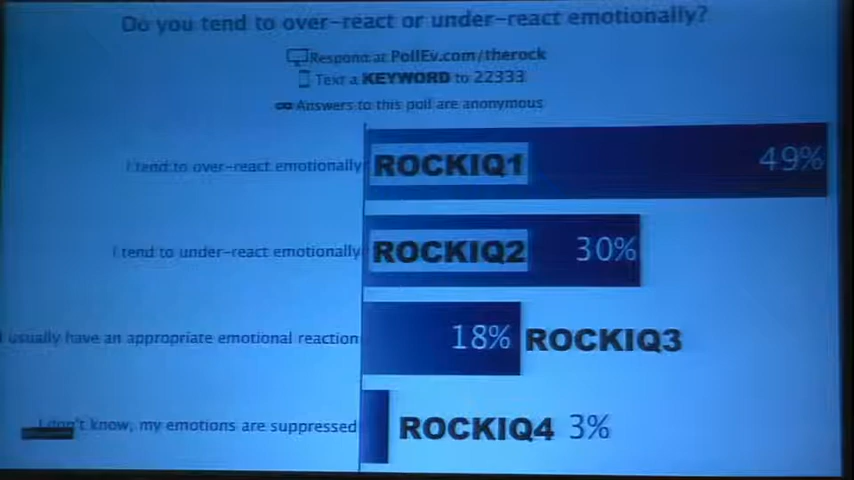 Do you tend to over-react or under-react emotionally?
Respond at PollEv.com/therock
Text a KEYWORD to 22333
Answers to this poll are anonymous
I tend to over-react emotionally ROCKIQ1 49%
I tend to under-react emotionally ROCKIQ2 30%
I usually have an appropriate emotional reaction 18% ROCKIQ3
I don't know, my emotions are suppressed ROCKIQ4 3%